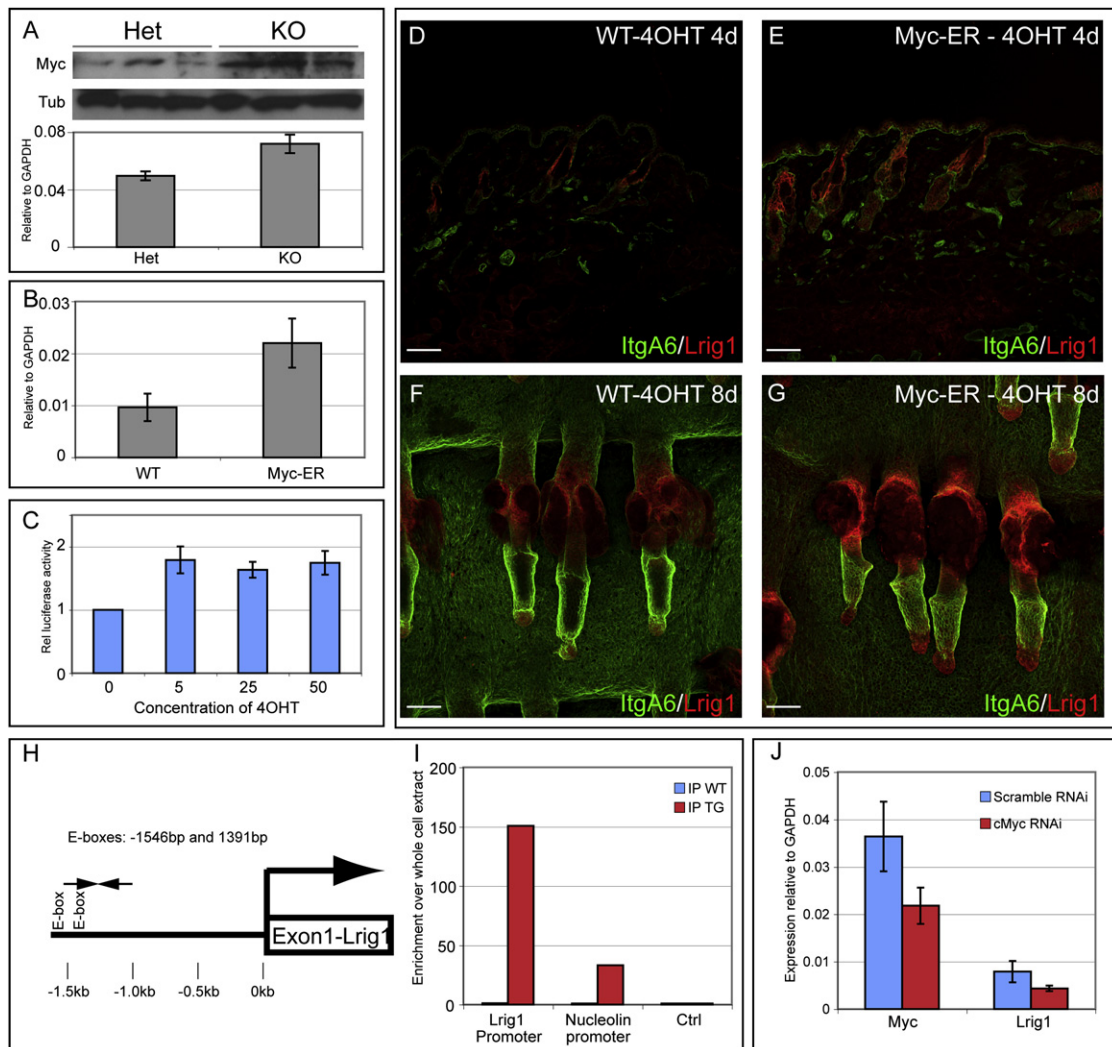 A
Het KO
Myc
Tub
Relative to GAPDH
0.08
0.04
0
Het KO
B
Relative to GAPDH
0.03
0.02
0.01
0
WT Myc-ER
C
Rel luciferase activity
2
1
0
0 5 25 50
Concentration of 4OHT
D WT-4OHT 4d
ItgA6/Lrig1
E Myc-ER - 4OHT 4d
ItgA6/Lrig1
F WT-4OHT 8d
ItgA6/Lrig1
G Myc-ER - 4OHT 8d
ItgA6/Lrig1
H
E-boxes: -1546bp and 1391bp
E-box
E-box
Exon1-Lrig1
-1.5kb -1.0kb -0.5kb 0kb
I
Enrichment over whole cell extract
200
150
100
50
0
IP WT
IP TG
Lrig1 Promoter
Nucleolin promoter
Ctrl
J
Expression relative to GAPDH
0.05
0.04
0.03
0.02
0.01
0
Scramble RNAi
cMyc RNAi
Myc Lrig1